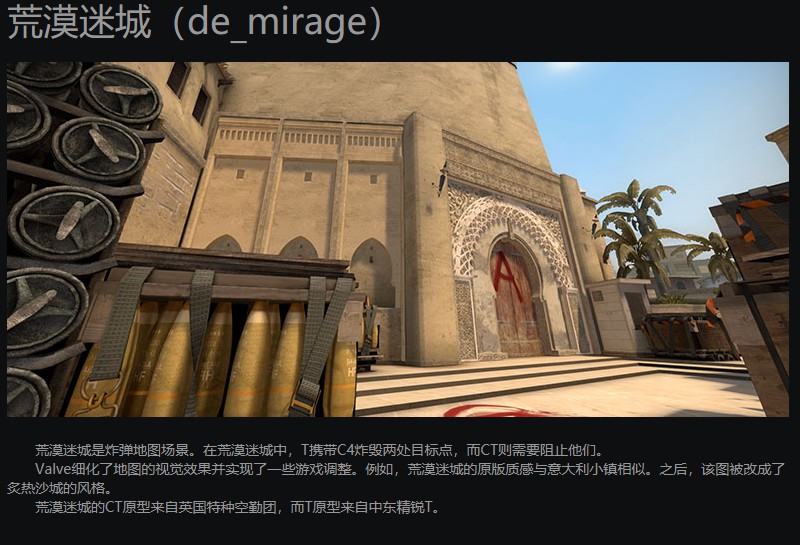 荒漠迷城（de_mirage）
A
荒漠迷城是炸弹地图场景。在荒漠迷城中，T携带C4炸毁两处目标点，而CT则需要阻止他们。
Valve细化了地图的视觉效果并实现了一些游戏调整。例如，荒漠迷城的原版质感与意大利小镇相似。之后，该图被改成了
炙热沙城的风格。
荒漠迷城的CT原型来自英国特种空勤团，而T原型来自中东精锐T。